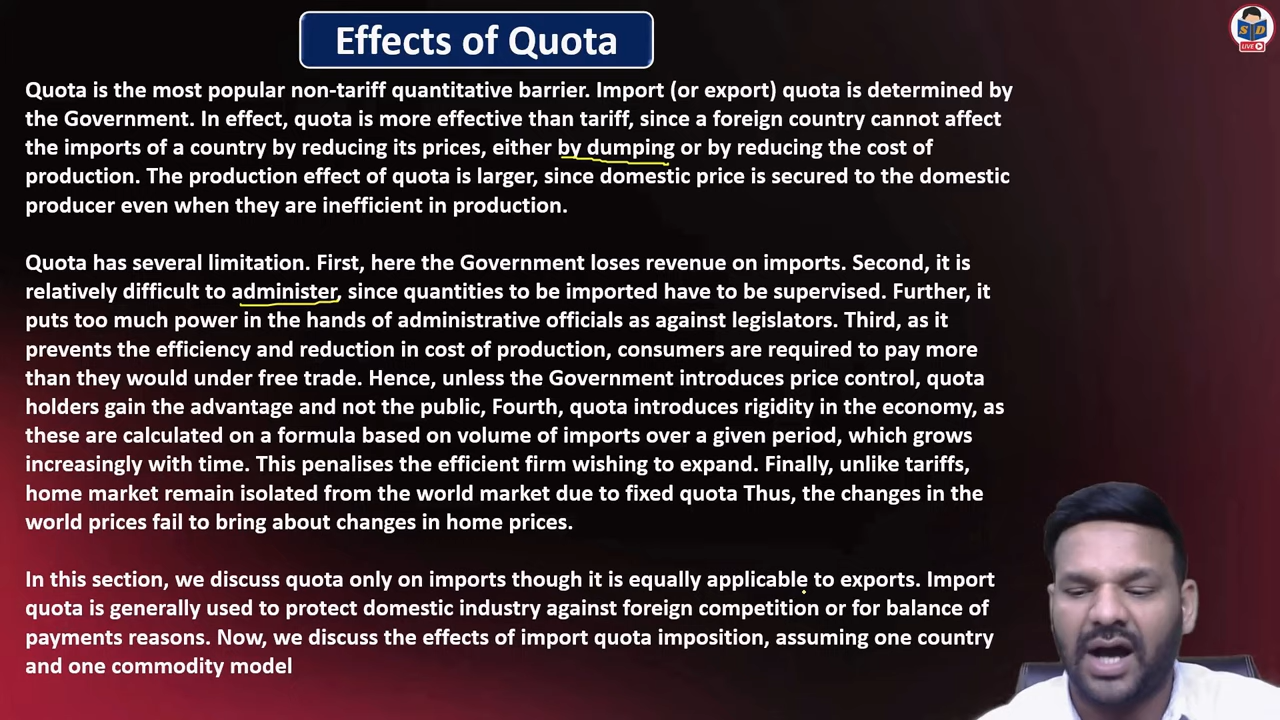 Effects of Quota
S D
LIVE
Quota is the most popular non-tariff quantitative barrier. Import (or export) quota is determined by
the Government. In effect, quota is more effective than tariff, since a foreign country cannot affect
the imports of a country by reducing its prices, either by dumping or by reducing the cost of
production. The production effect of quota is larger, since domestic price is secured to the domestic
producer even when they are inefficient in production.
Quota has several limitation. First, here the Government loses revenue on imports. Second, it is
relatively difficult to administer, since quantities to be imported have to be supervised. Further, it
puts too much power in the hands of administrative officials as against legislators. Third, as it
prevents the efficiency and reduction in cost of production, consumers are required to pay more
than they would under free trade. Hence, unless the Government introduces price control, quota
holders gain the advantage and not the public, Fourth, quota introduces rigidity in the economy, as
these are calculated on a formula based on volume of imports over a given period, which grows
increasingly with time. This penalises the efficient firm wishing to expand. Finally, unlike tariffs,
home market remain isolated from the world market due to fixed quota Thus, the changes in the
world prices fail to bring about changes in home prices.
In this section, we discuss quota only on imports though it is equally applicable to exports. Import
quota is generally used to protect domestic industry against foreign competition or for balance of
payments reasons. Now, we discuss the effects of import quota imposition, assuming one country
and one commodity model